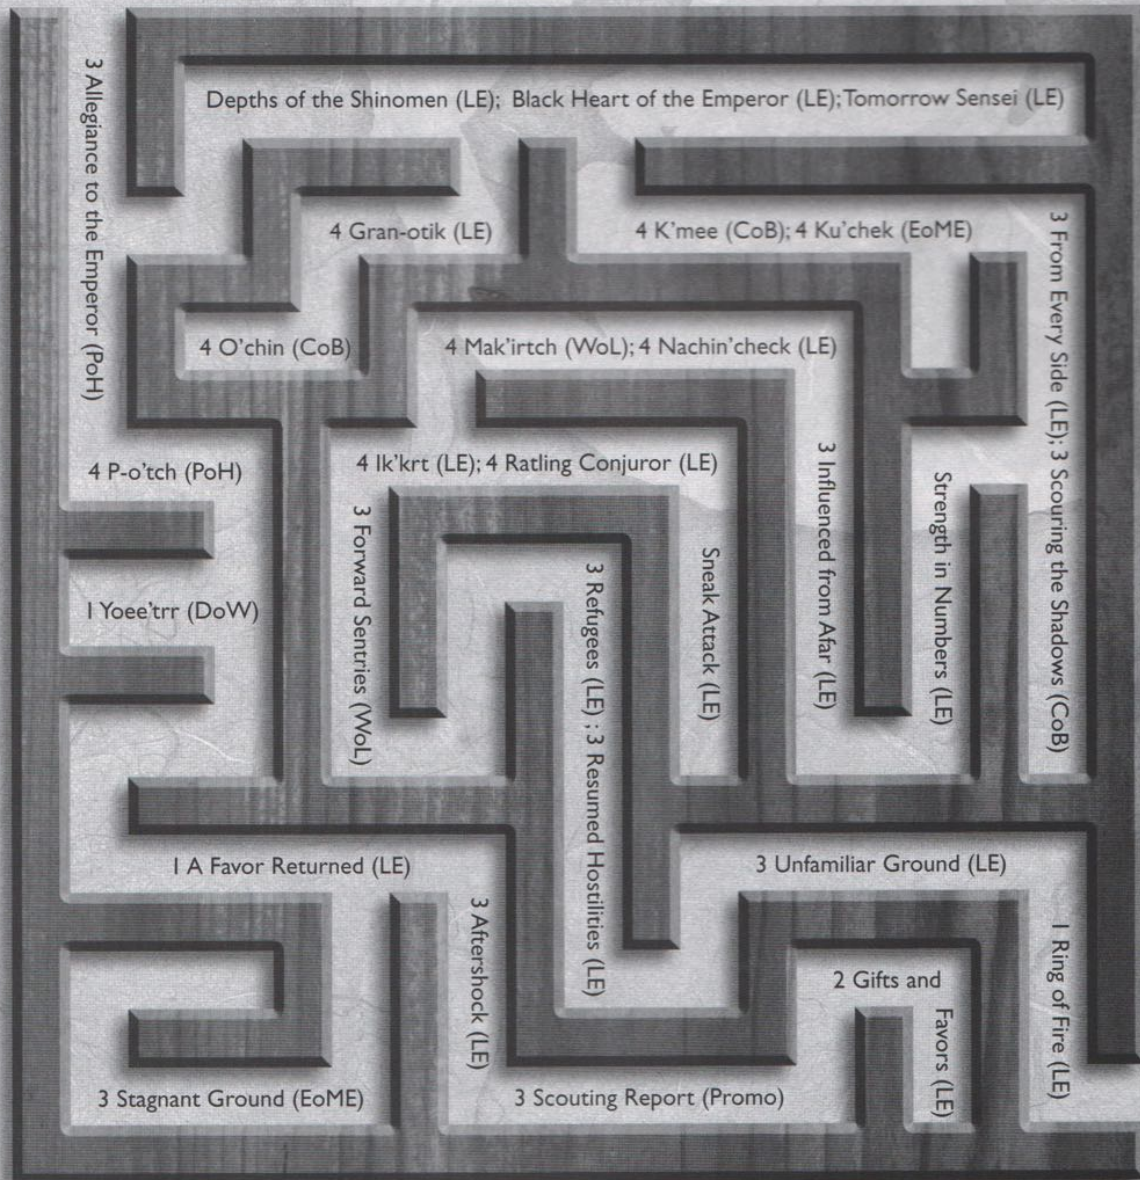 3 Allegiance to the Emperor (PoH)
Depths of the Shinomen (LE); Black Heart of the Emperor (LE); Tomorrow Sensei (LE)
4 Gran-otik (LE)
4 K'mee (CoB); 4 Ku'chek (EoME)
3 From Every Side (LE); 3 Scouring the Shadows (CoB)
4 O'chin (CoB)
4 Mak'irtch (WoL); 4 Nachin'check (LE)
4 P-o'tch (PoH)
4 Ik'krt (LE); 4 Ratling Conjuror (LE)
3 Influenced from Afar (LE)
Strength in Numbers (LE)
3 Forward Sentries (WoL)
Sneak Attack (LE)
3 Refugees (LE) ; 3 Resumed Hostilities (LE)
1 Yoee'trr (DoW)
1 A Favor Returned (LE)
3 Unfamiliar Ground (LE)
3 Aftershock (LE)
1 Ring of Fire (LE)
2 Gifts and
Favors (LE)
3 Stagnant Ground (EoME)
3 Scouting Report (Promo)